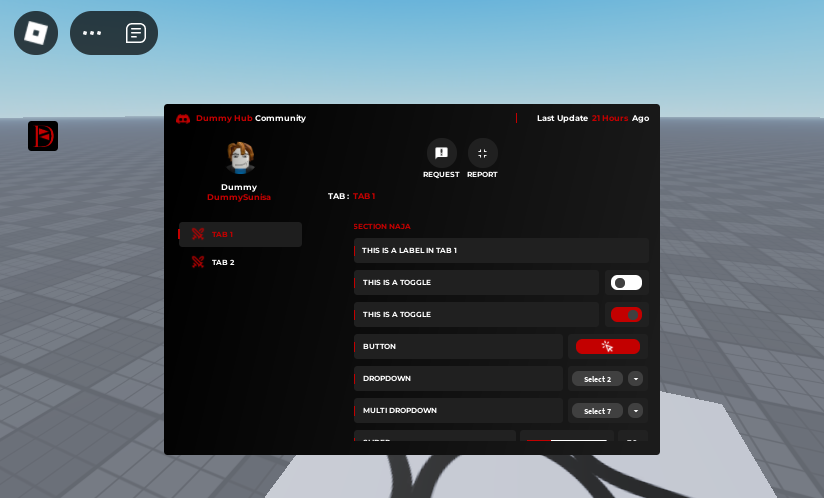 Dummy Hub Community
Last Update 21 Hours Ago
REQUEST
REPORT
Dummy
DummySunisa
TAB : TAB 1
TAB 1
TAB 2
SECTION NAJA
THIS IS A LABEL IN TAB 1
THIS IS A TOGGLE
THIS IS A TOGGLE
BUTTON
DROPDOWN
Select 2
MULTI DROPDOWN
Select 7